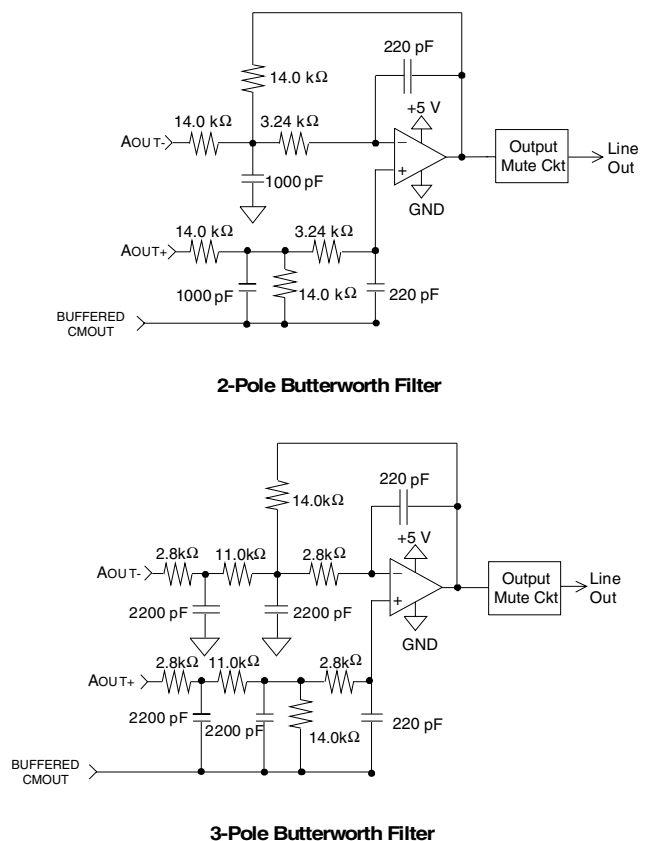 220 pF
14.0 kΩ
+5 V
14.0 kΩ
3.24 kΩ
AOUT-
−
+
Output
Mute Ckt
Line
Out
1000 pF
GND
14.0 kΩ
3.24 kΩ
AOUT+
1000 pF
14.0 kΩ
220 pF
BUFFERED
CMOUT
2-Pole Butterworth Filter
220 pF
14.0kΩ
+5 V
2.8kΩ
11.0kΩ
2.8kΩ
AOUT-
−
+
Output
Mute Ckt
Line
Out
2200 pF
2200 pF
GND
2.8kΩ
11.0kΩ
2.8kΩ
AOUT+
2200 pF
2200 pF
14.0kΩ
220 pF
BUFFERED
CMOUT
3-Pole Butterworth Filter